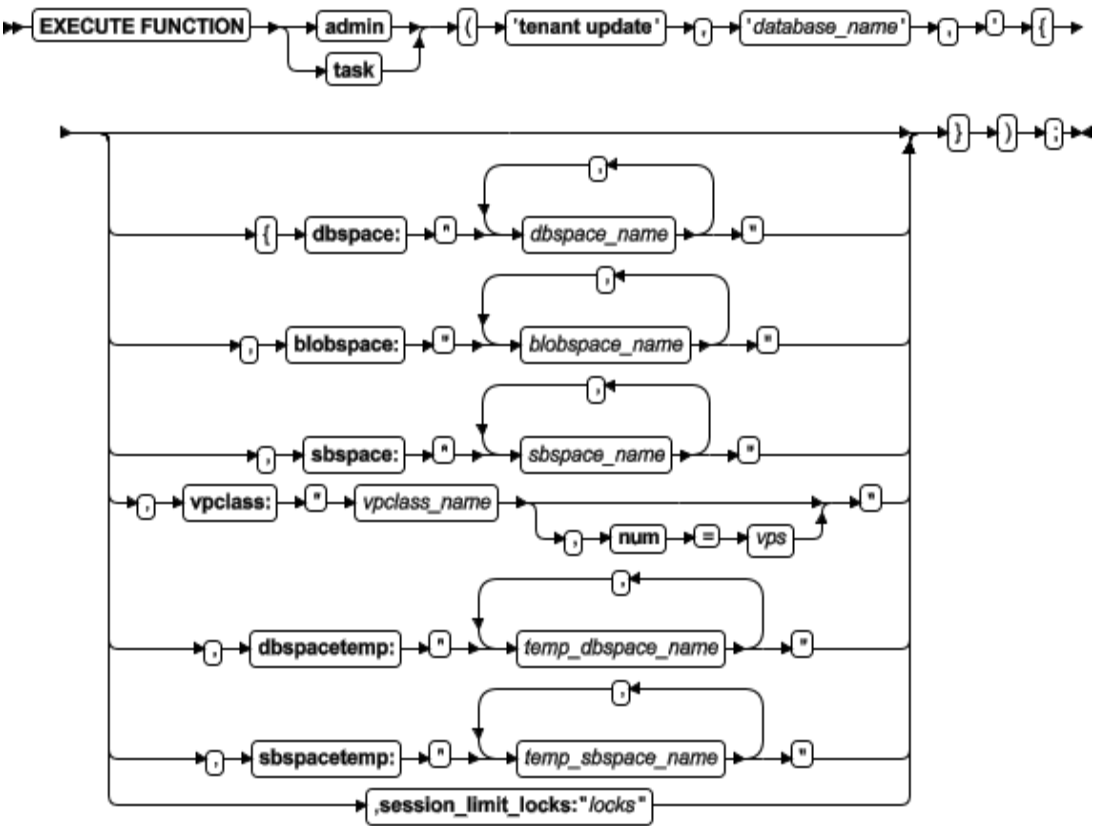 EXECUTE FUNCTION admin ( 'tenant update' , 'database_name' , ' {
task
} ) ;
,
{ dbspace: " dbspace_name "
,
, blobspace: " blobspace_name "
,
, sbspace: " sbspace_name "
, vpclass: " vpclass_name "
, num = vps
,
, dbspacetemp: " temp_dbspace_name "
,
, sbspacetemp: " temp_sbspace_name "
,session_limit_locks:"locks"